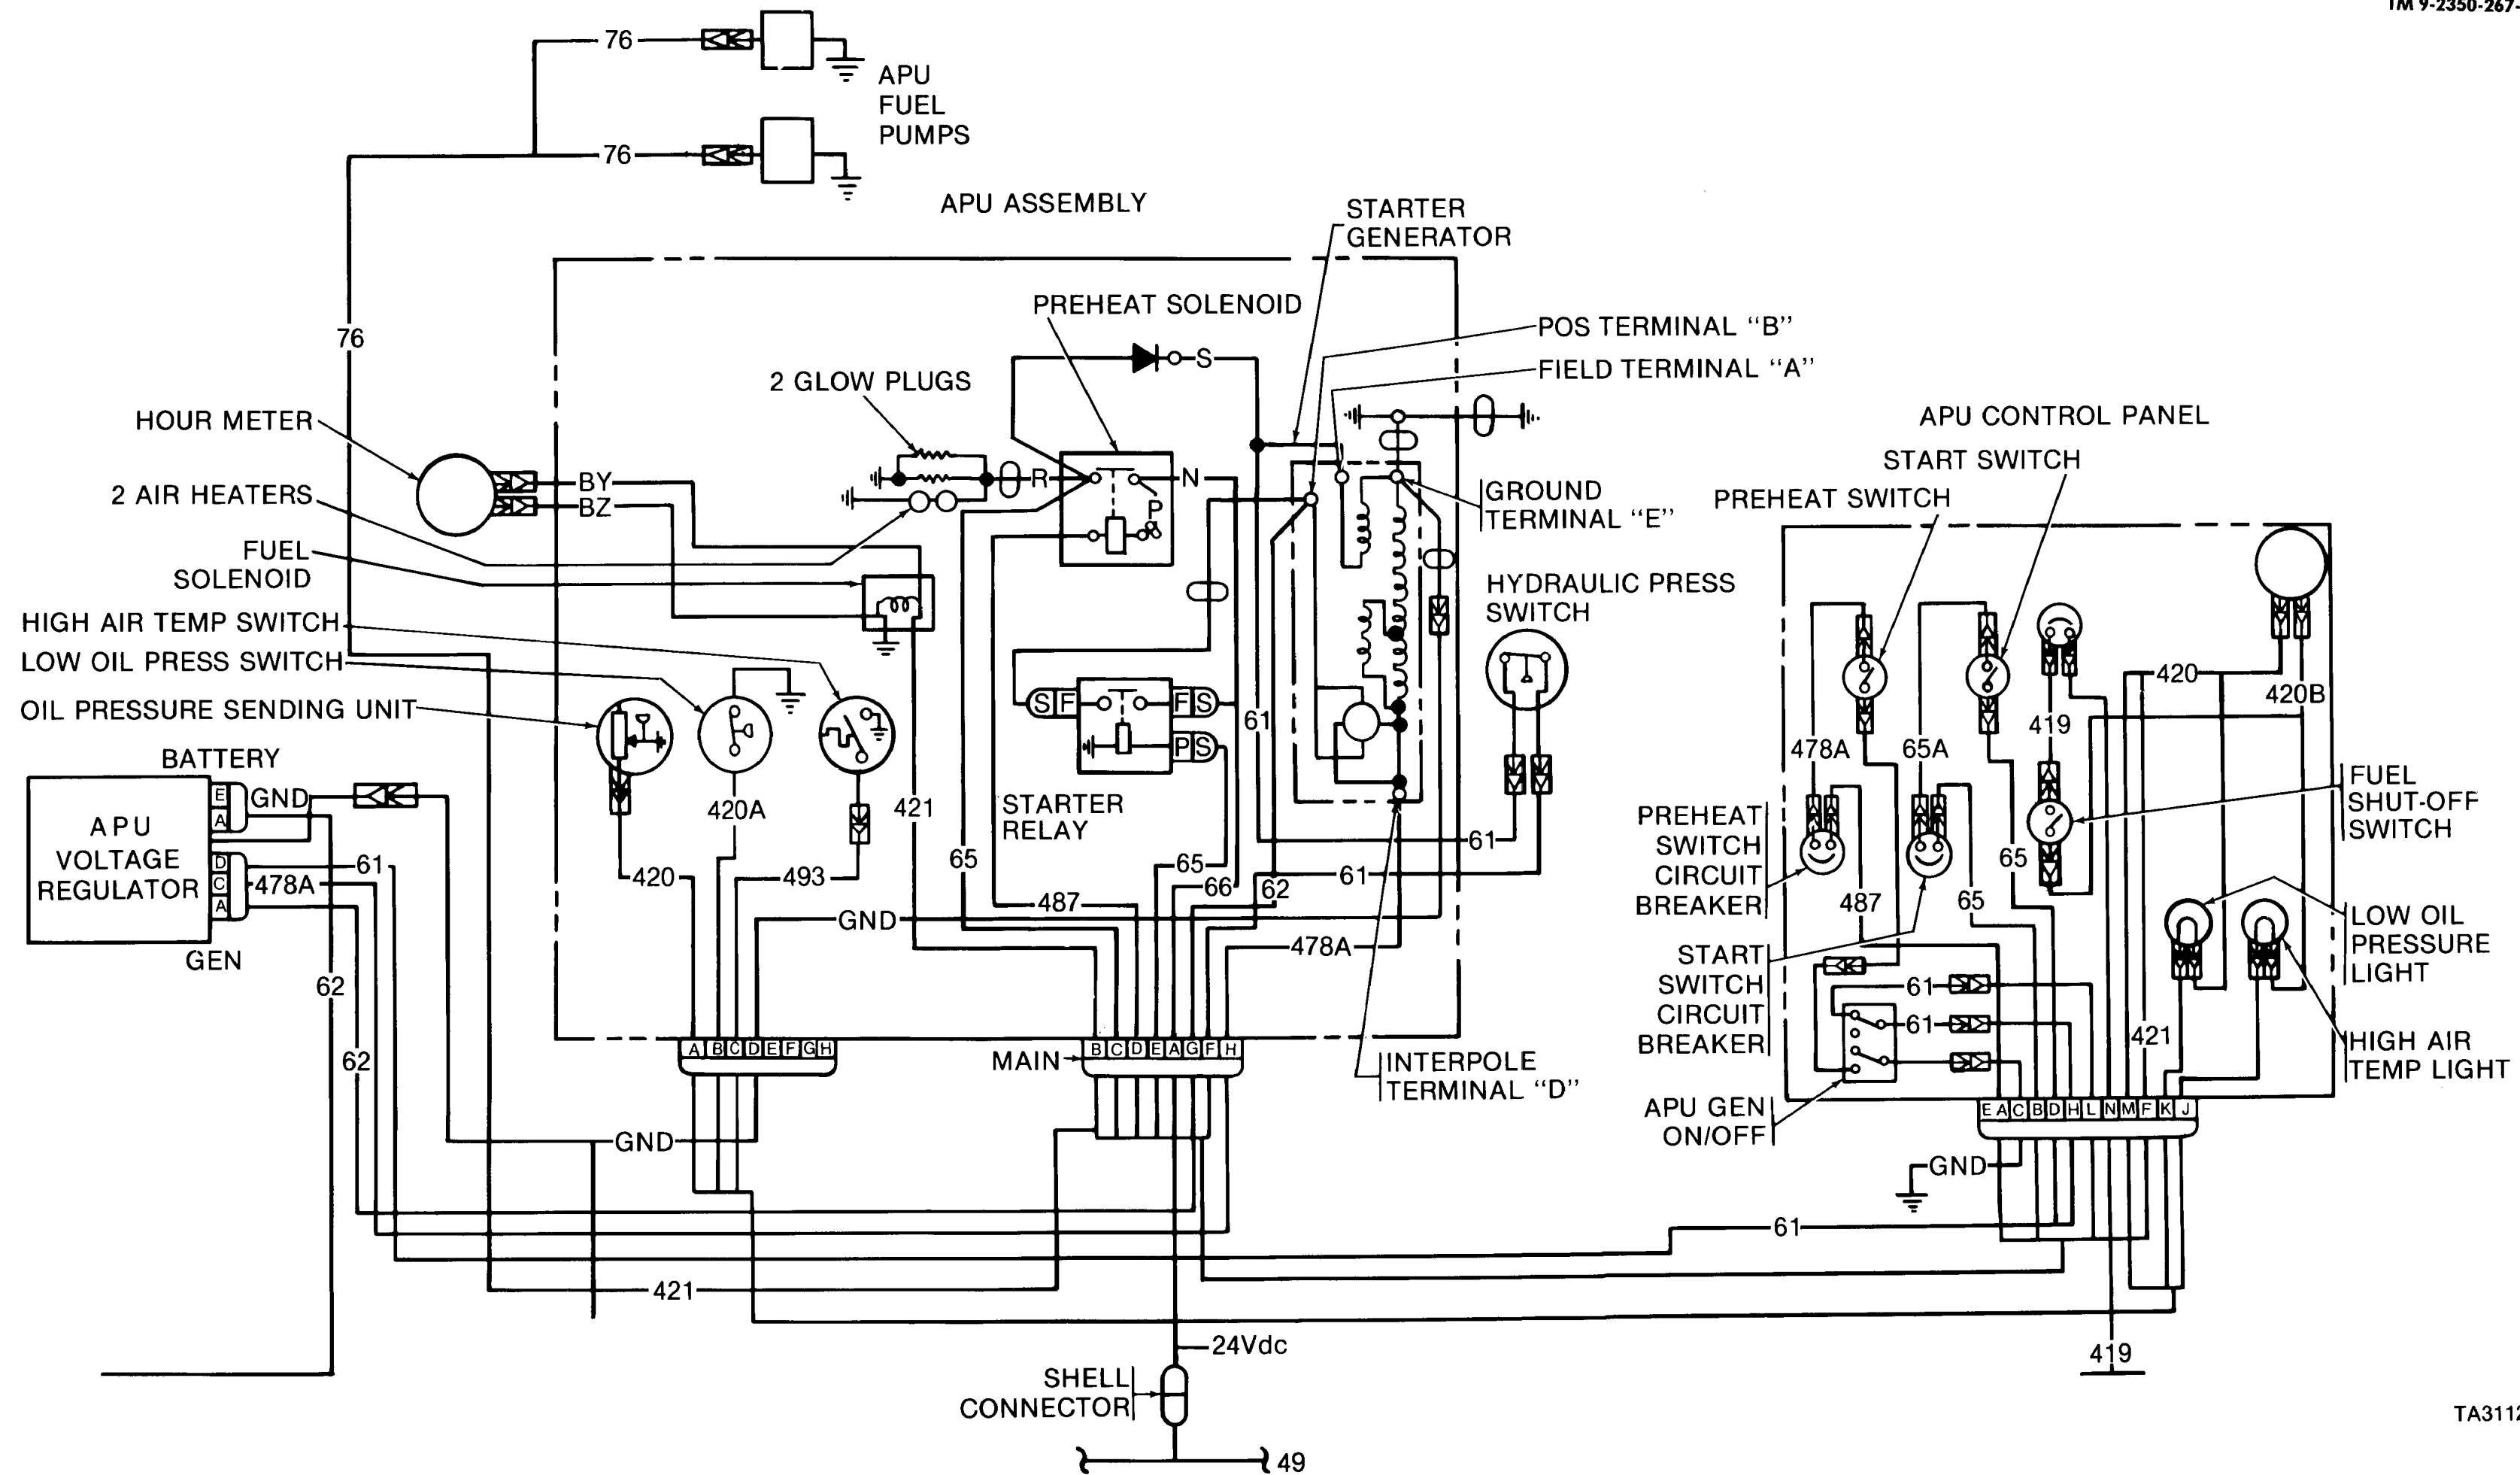 TM 9-2350-267-
76
76
APU
FUEL
PUMPS
APU ASSEMBLY
STARTER
GENERATOR
PREHEAT SOLENOID
POS TERMINAL “B”
FIELD TERMINAL “A”
76
S
2 GLOW PLUGS
HOUR METER
APU CONTROL PANEL
START SWITCH
PREHEAT SWITCH
2 AIR HEATERS
BY
BZ
R
N
P
GROUND
TERMINAL “E”
FUEL
SOLENOID
HYDRAULIC PRESS
SWITCH
HIGH AIR TEMP SWITCH
LOW OIL PRESS SWITCH
OIL PRESSURE SENDING UNIT
S F
F S
P S
61
420
420B
419
478A
65A
BATTERY
E
A
GND
APU
VOLTAGE
REGULATOR
D
C
A
61
478A
GEN
62
62
420A
421
420
493
STARTER
RELAY
65
65
66
62
61
61
487
GND
478A
PREHEAT
SWITCH
CIRCUIT
BREAKER
65
487
65
FUEL
SHUT-OFF
SWITCH
LOW OIL
PRESSURE
LIGHT
START
SWITCH
CIRCUIT
BREAKER
61
61
421
HIGH AIR
TEMP LIGHT
A B C D E F G H
MAIN
B C D E A G F H
INTERPOLE
TERMINAL “D”
APU GEN
ON/OFF
E A C B D H L N M F K J
GND
GND
61
421
24Vdc
419
SHELL
CONNECTOR
49
TA3112